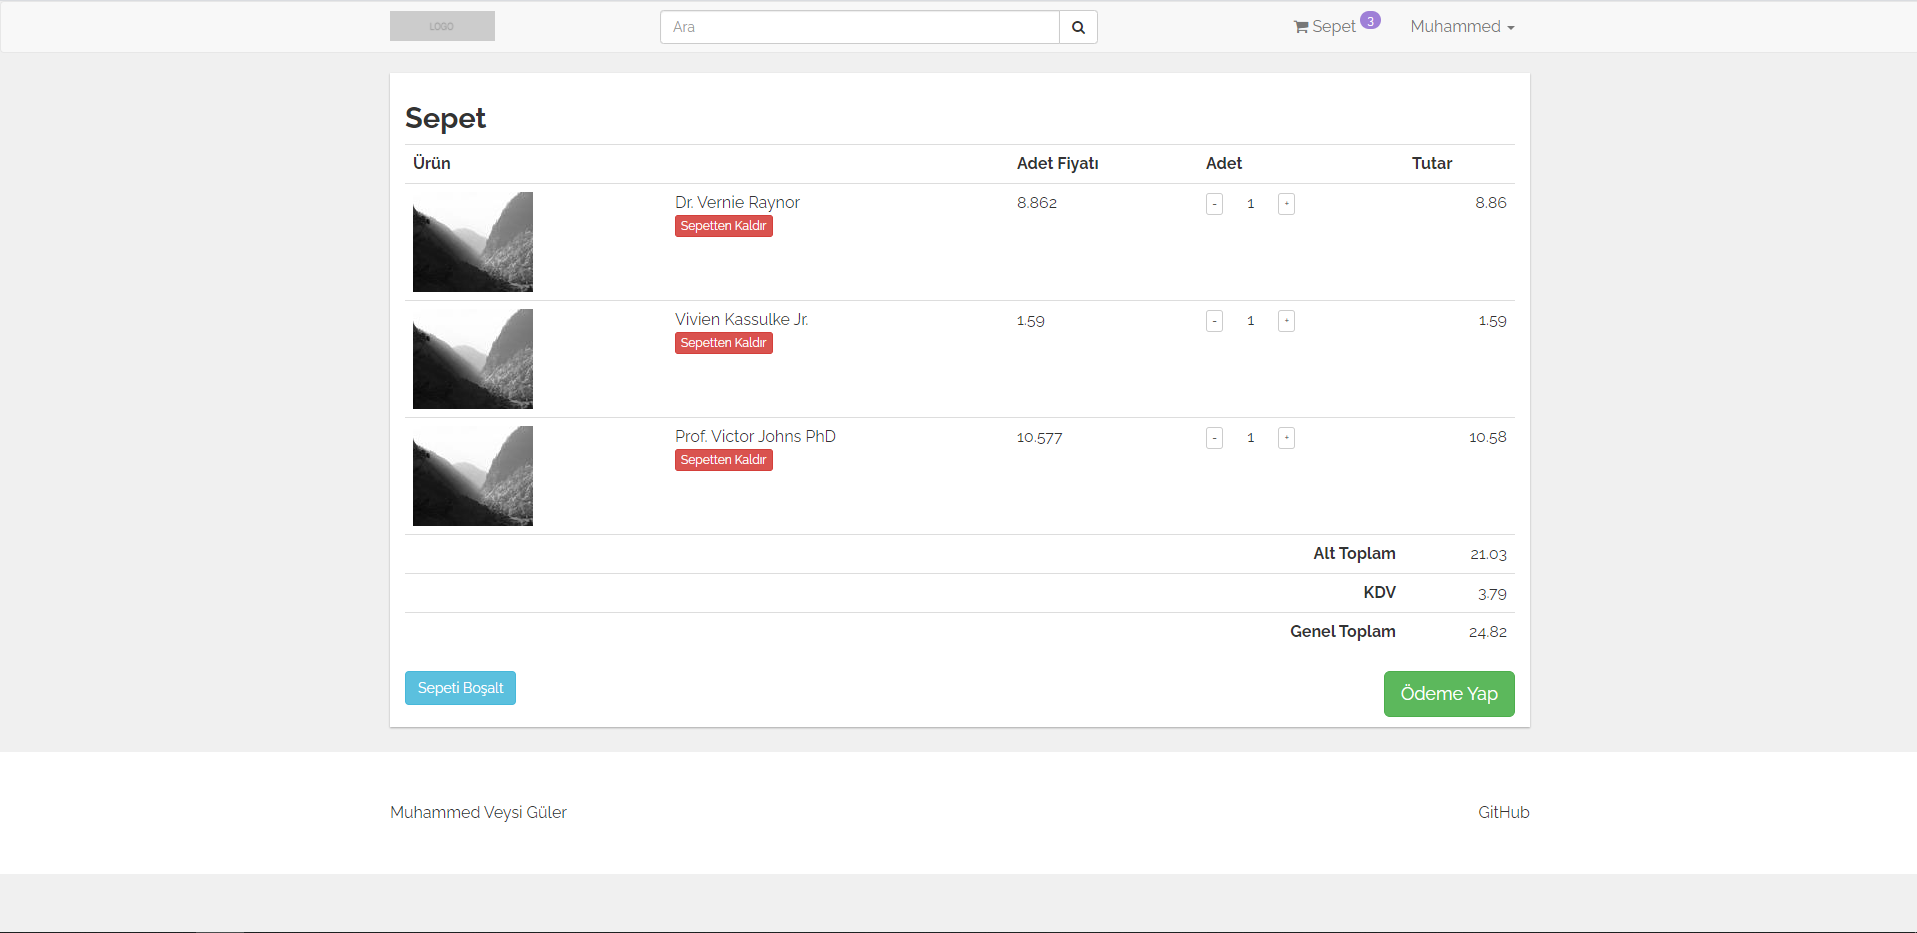 LOGO
Ara
Sepet 3
Muhammed
Sepet
Ürün Adet Fiyatı Adet Tutar
Dr. Vernie Raynor 8.862 - 1 + 8.86
Sepetten Kaldır
Vivien Kassulke Jr. 1.59 - 1 + 1.59
Sepetten Kaldır
Prof. Victor Johns PhD 10.577 - 1 + 10.58
Sepetten Kaldır
Alt Toplam 21.03
KDV 3.79
Genel Toplam 24.82
Sepeti Boşalt
Ödeme Yap
Muhammed Veysi Güler
GitHub